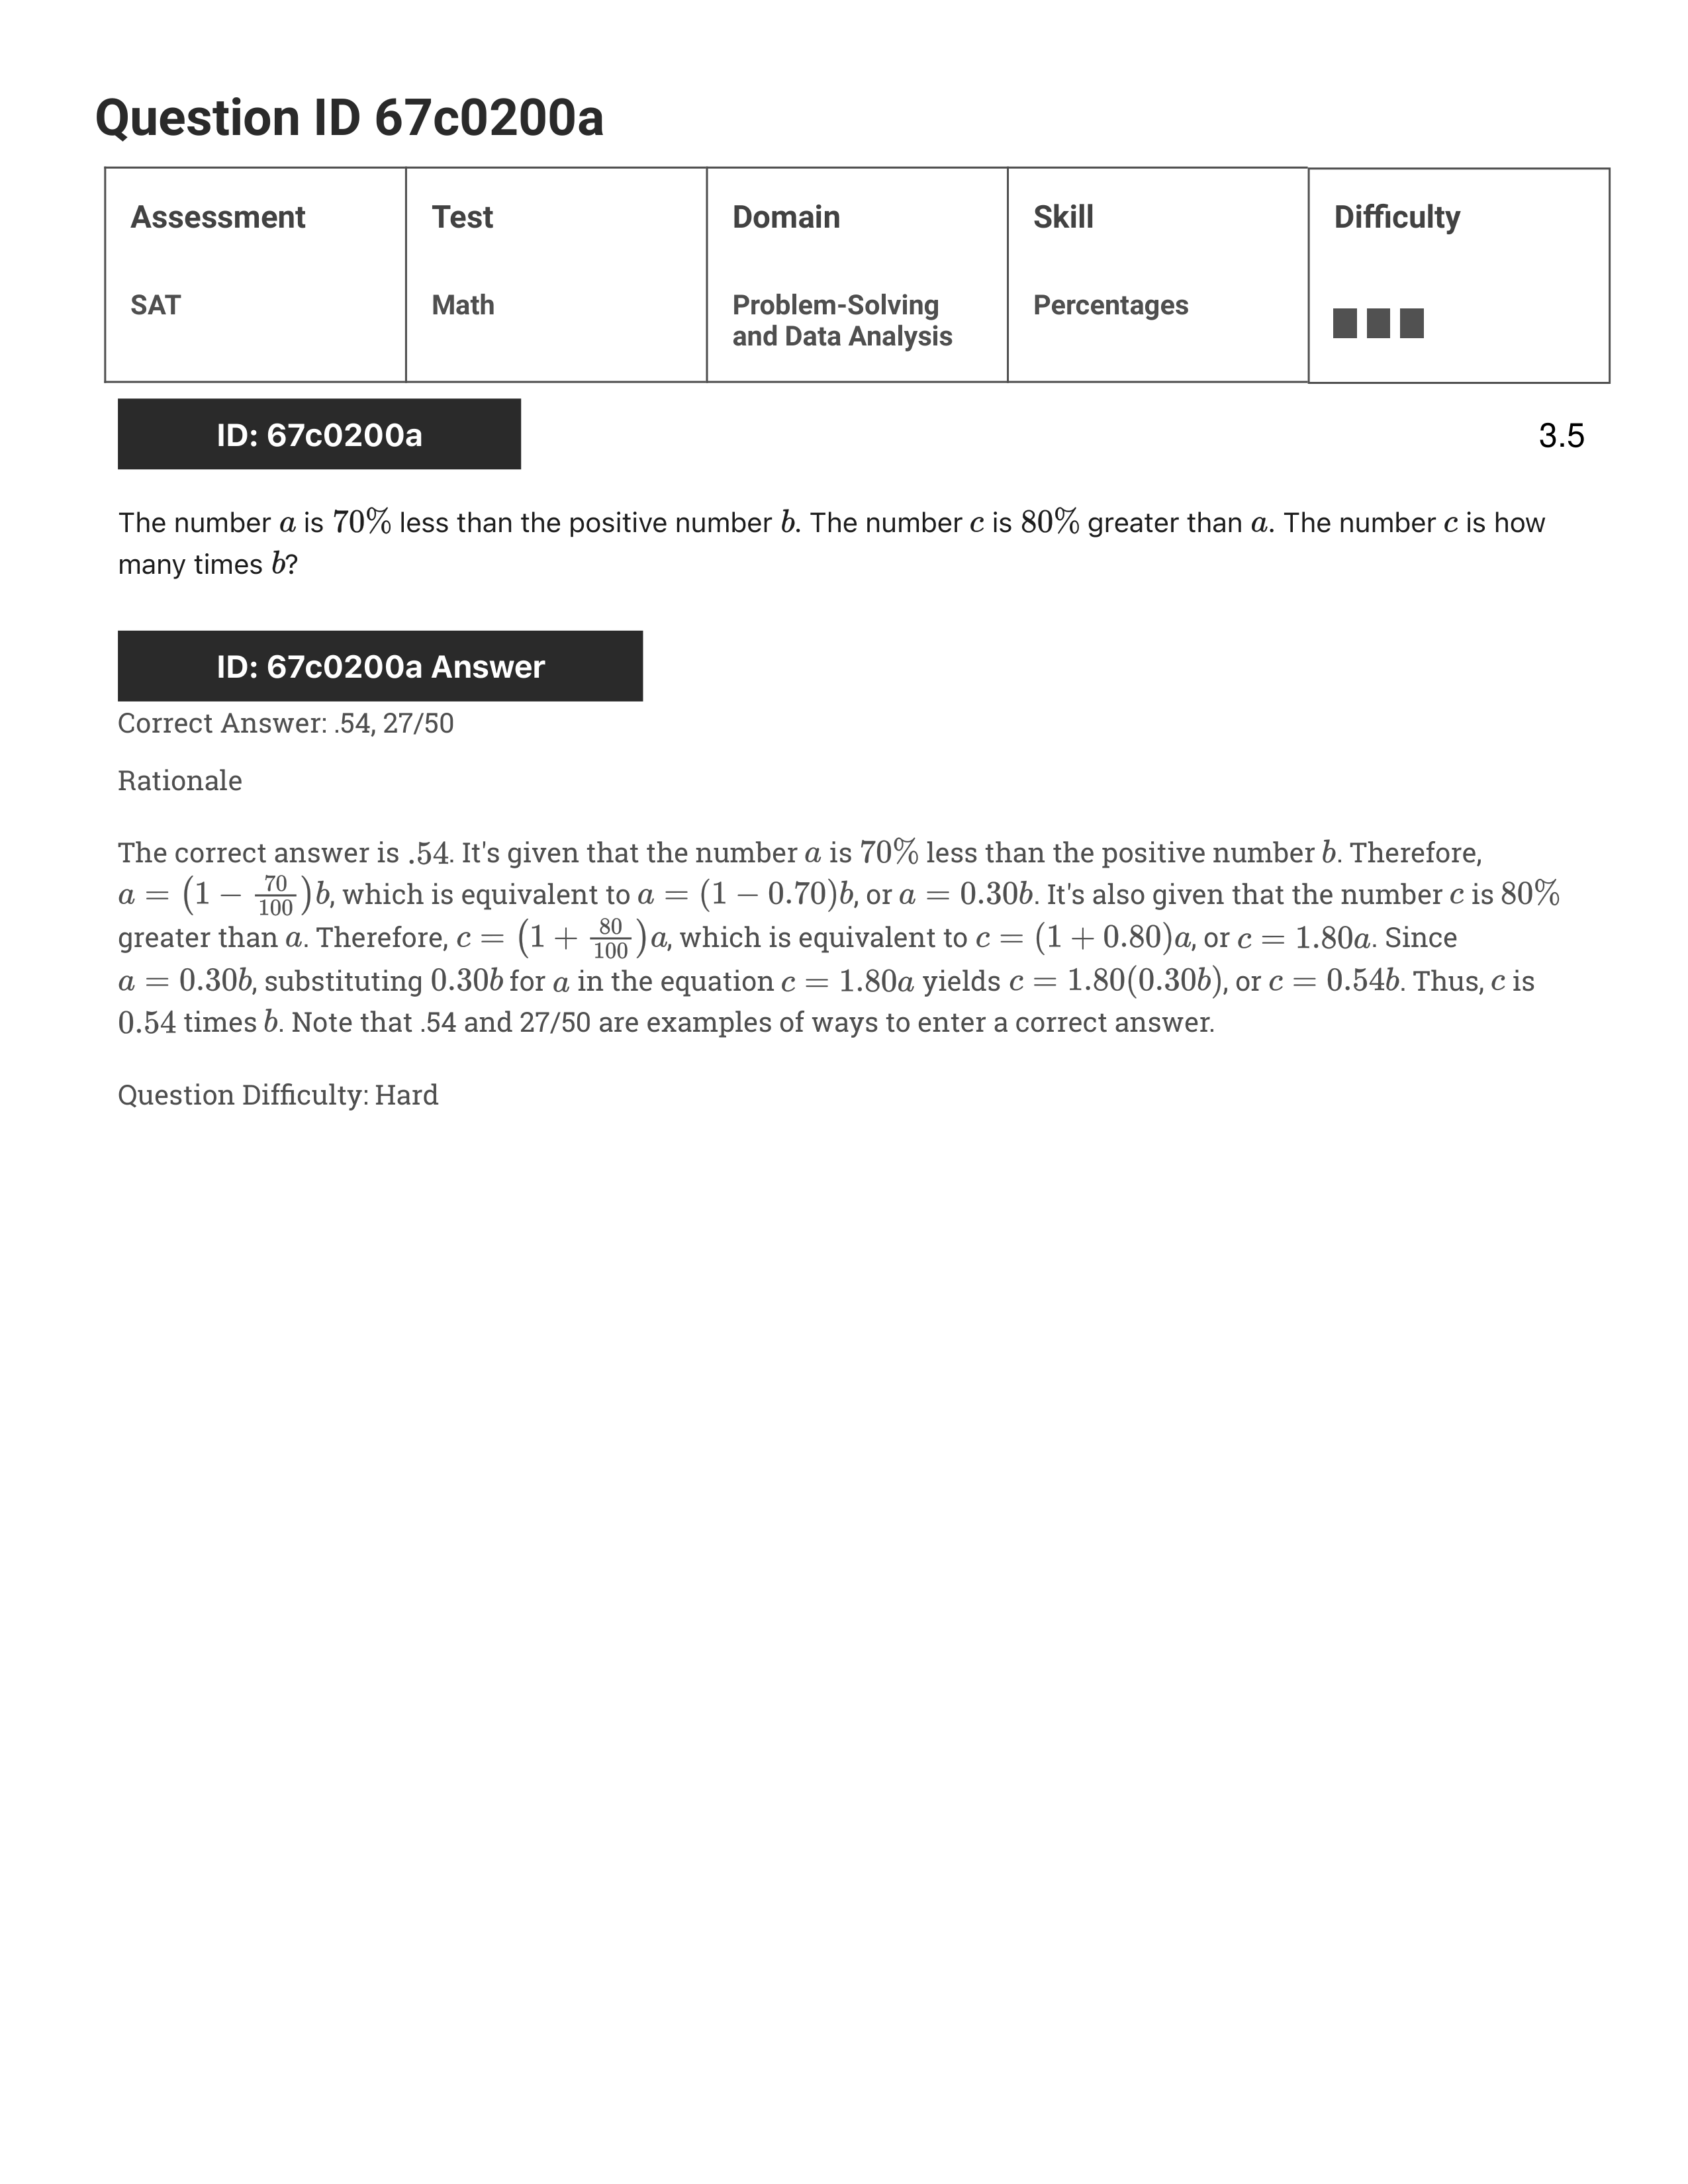 Question ID 67c0200a
Assessment
Test
Domain
Skill
Difficulty
SAT
Math
Problem-Solving
and Data Analysis
Percentages
ID: 67c0200a
3.5
The number a is 70% less than the positive number b. The number c is 80% greater than a. The number c is how
many times b?
ID: 67c0200a Answer
Correct Answer: .54, 27/50
Rationale
The correct answer is .54. It's given that the number a is 70% less than the positive number b. Therefore,
a = (1 − 70/100)b, which is equivalent to a = (1 − 0.70)b, or a = 0.30b. It's also given that the number c is 80%
greater than a. Therefore, c = (1 + 80/100)a, which is equivalent to c = (1 + 0.80)a, or c = 1.80a. Since
a = 0.30b, substituting 0.30b for a in the equation c = 1.80a yields c = 1.80(0.30b), or c = 0.54b. Thus, c is
0.54 times b. Note that .54 and 27/50 are examples of ways to enter a correct answer.
Question Difficulty: Hard